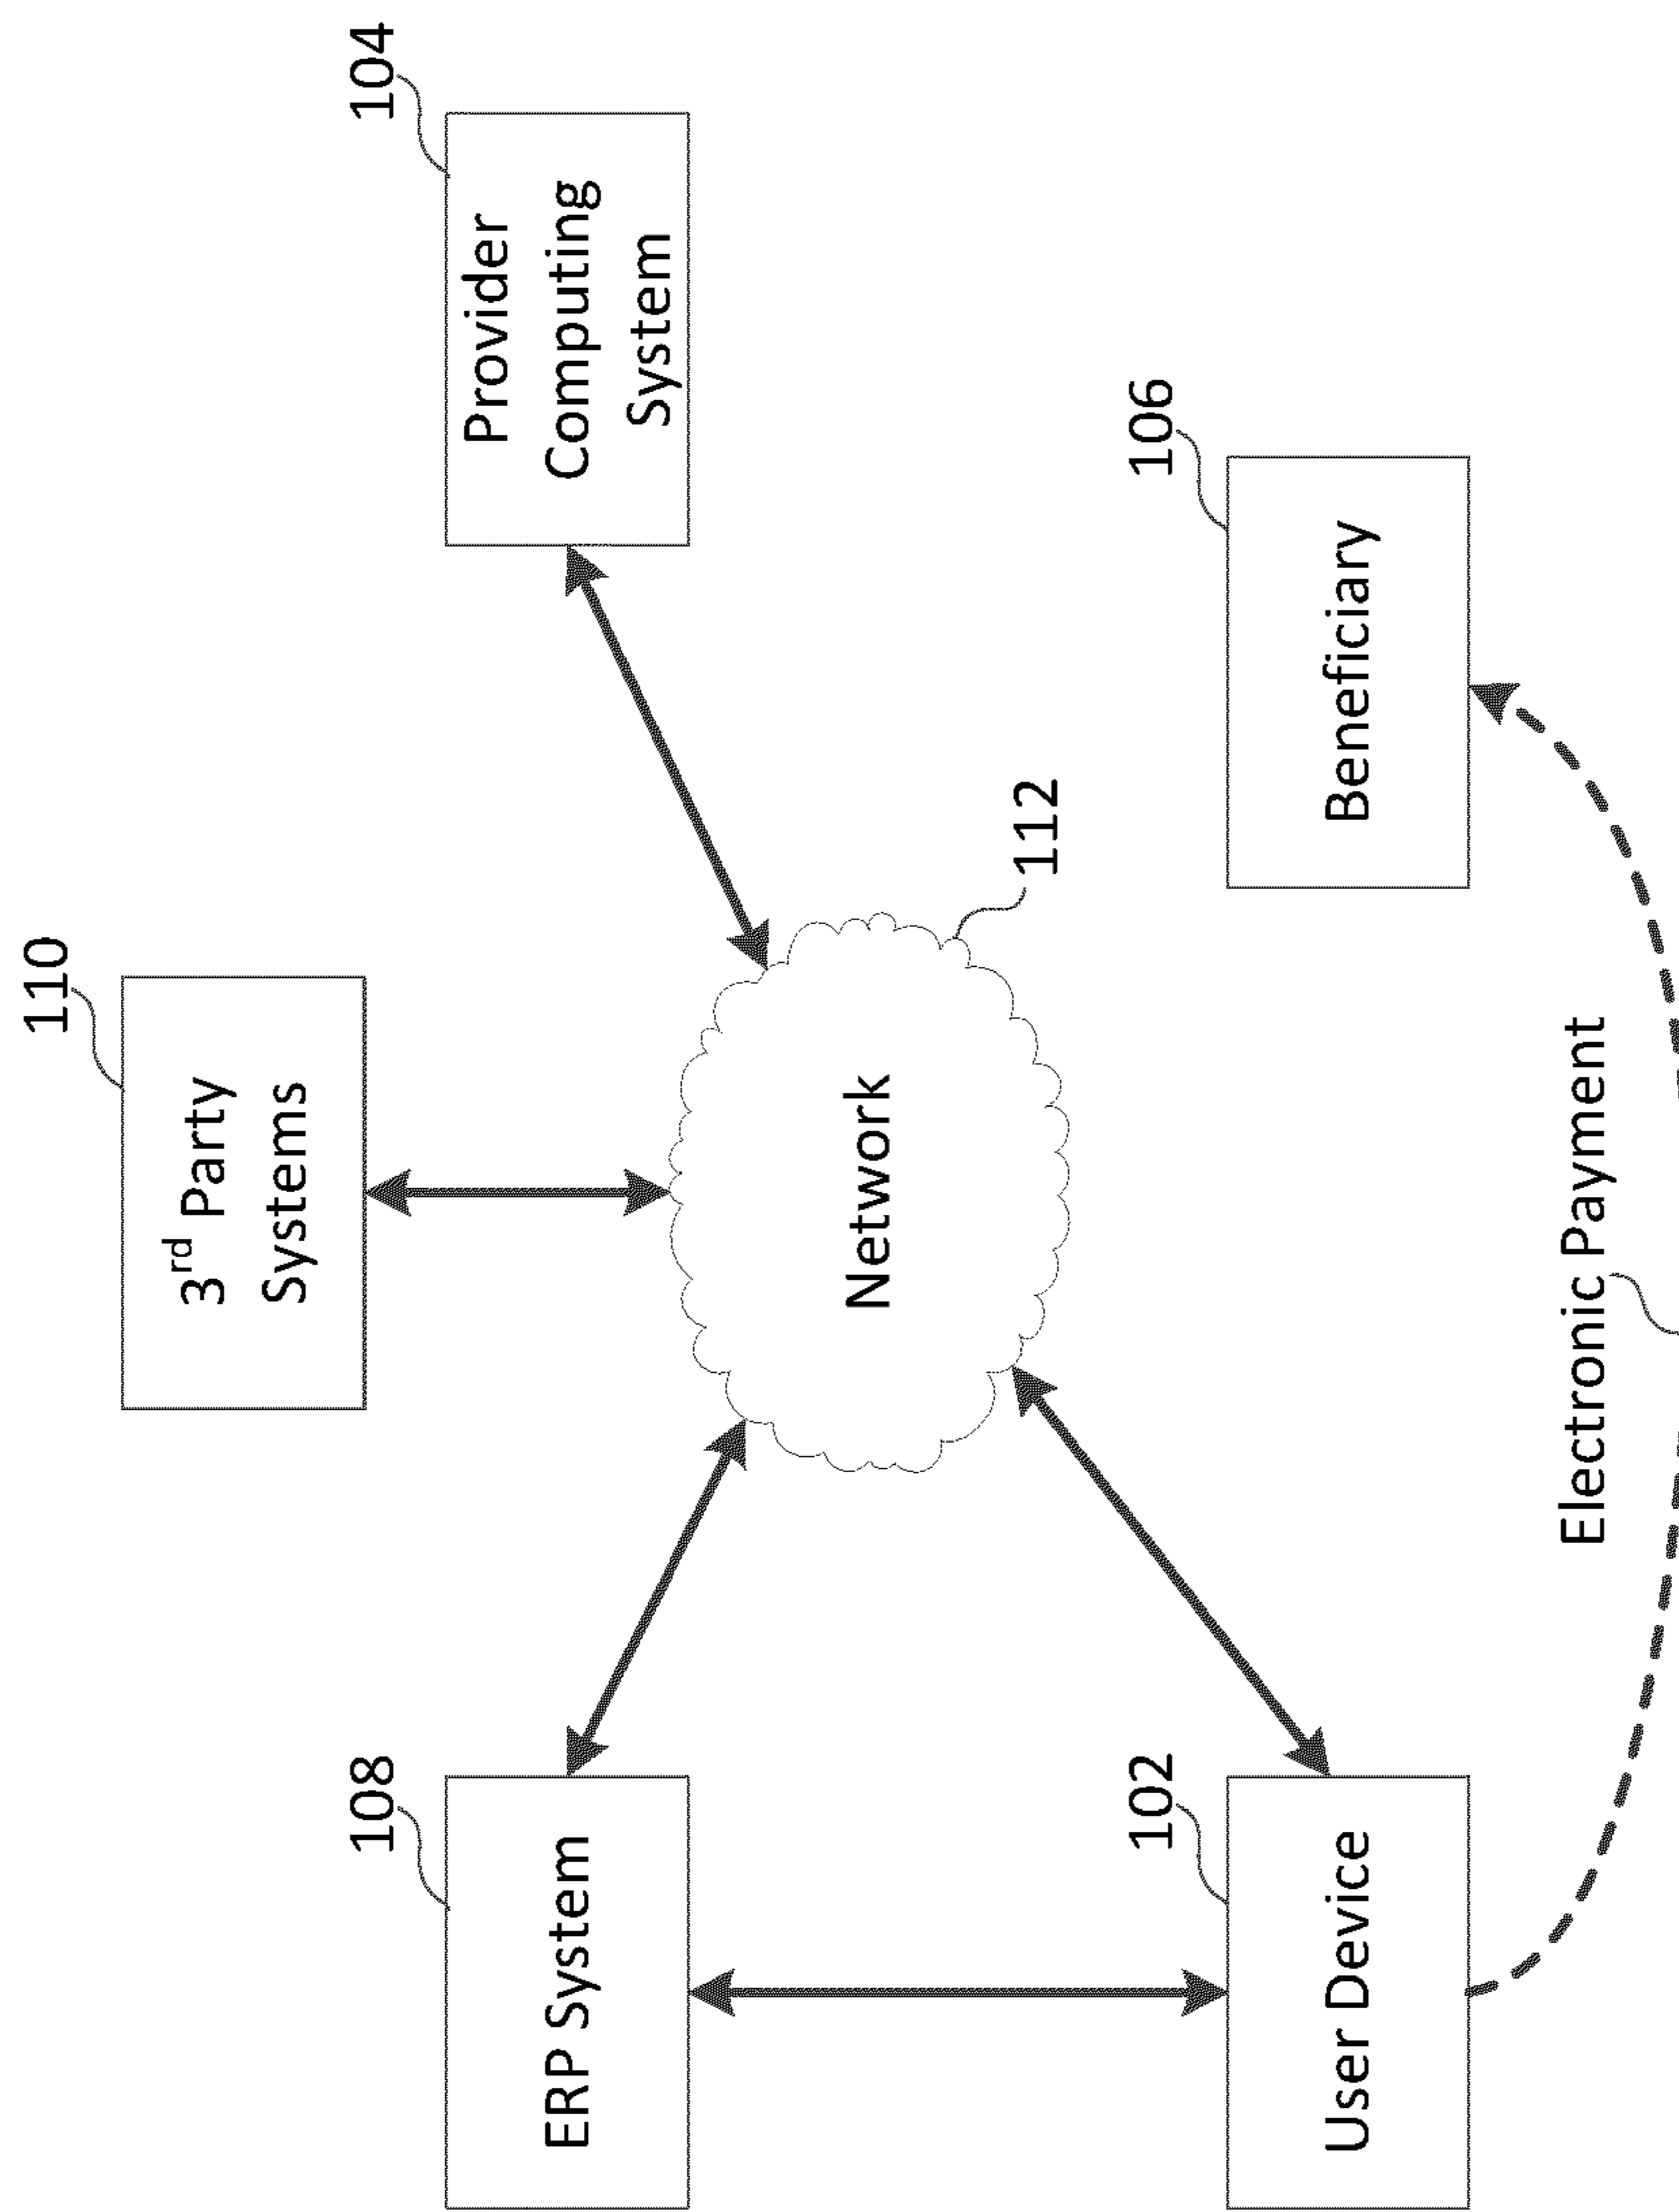 110
3rd Party
Systems
108
ERP System
104
Provider
Computing
System
Network
112
102
User Device
106
Beneficiary
Electronic Payment